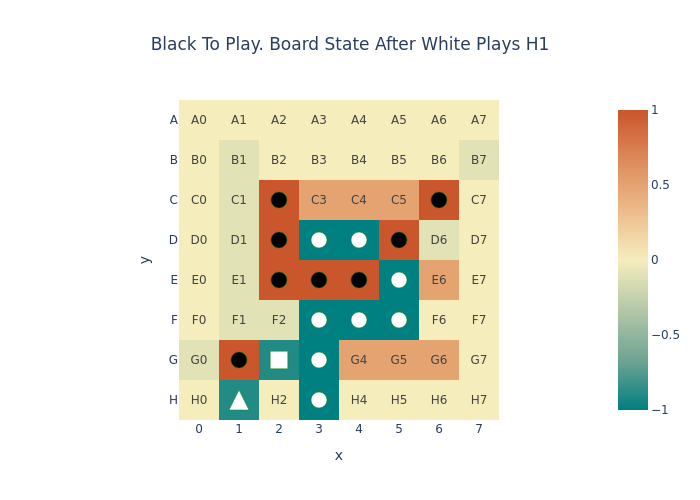 Black To Play. Board State After White Plays H1
A A0 A1 A2 A3 A4 A5 A6 A7
B B0 B1 B2 B3 B4 B5 B6 B7
C C0 C1 C3 C4 C5 C7
D D0 D1 D6 D7
E E0 E1 E6 E7
F F0 F1 F2 F6 F7
G G0 G4 G5 G6 G7
H H0 H2 H4 H5 H6 H7
0 1 2 3 4 5 6 7
x
y
1
0.5
0
−0.5
−1